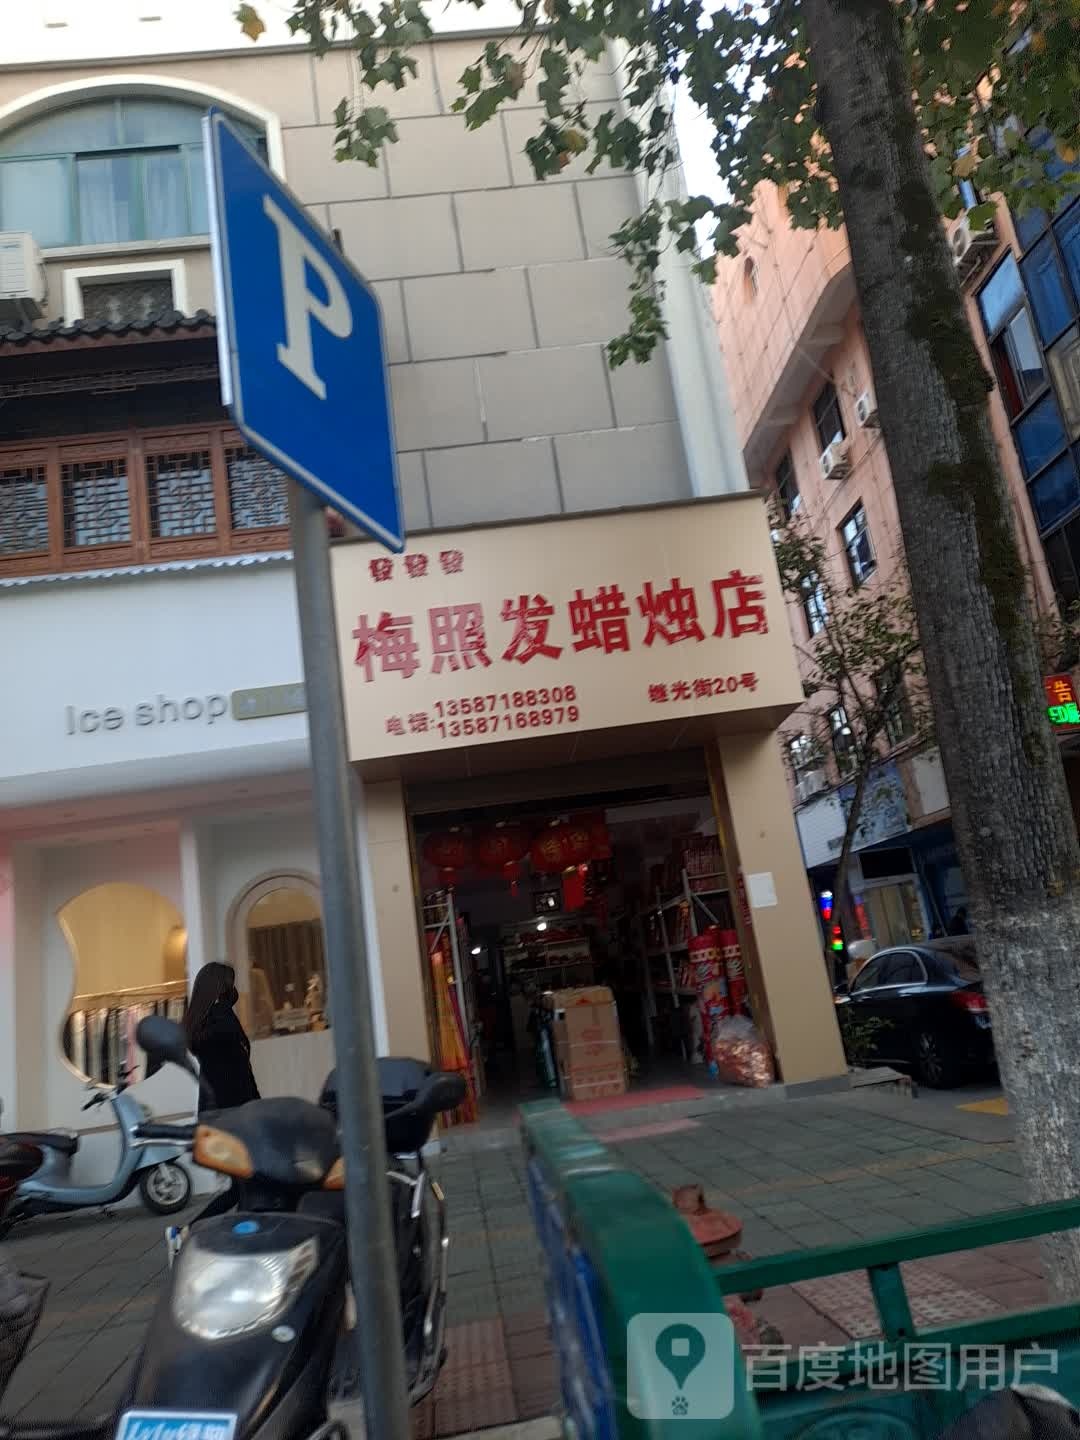 P
發發發
梅照发蜡烛店
电话:13587188308
13587168979
继光街20号
Ice shop
告
百度地图用户